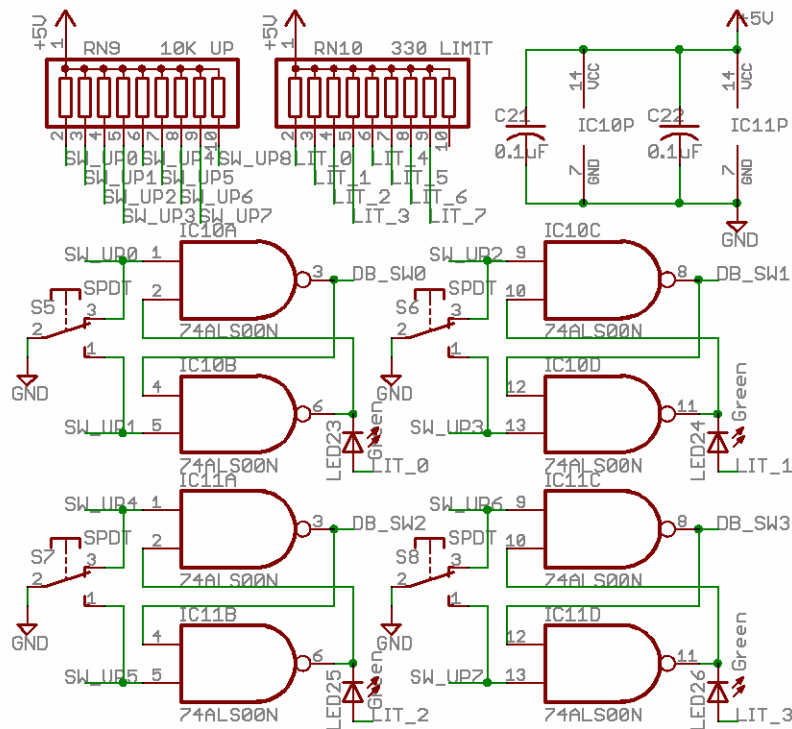 +5V
1
RN9
10K UP
2
3
4
5
6
7
8
9
10
SW_UP0
SW_UP1
SW_UP2
SW_UP3
SW_UP4
SW_UP5
SW_UP6
SW_UP7
SW_UP8
+5V
1
RN10
330 LIMIT
2
3
4
5
6
7
8
9
10
LIT_0
LIT_1
LIT_2
LIT_3
LIT_4
LIT_5
LIT_6
LIT_7
+5V
C21
0.1uF
14
VCC
IC10P
7
GND
C22
0.1uF
14
VCC
IC11P
7
GND
GND
IC10A
SW_UP0
1
2
3
DB_SW0
74ALS00N
S5
SPDT
3
2
1
GND
IC10B
4
SW_UP1
5
6
74ALS00N
LED23
Green
LIT_0
IC10C
SW_UP2
9
10
8
DB_SW1
74ALS00N
S6
SPDT
3
2
1
GND
IC10D
12
SW_UP3
13
11
74ALS00N
LED24
Green
LIT_1
IC11A
SW_UP4
1
2
3
DB_SW2
74ALS00N
S7
SPDT
3
2
1
GND
IC11B
4
SW_UP5
5
6
74ALS00N
LED25
Green
LIT_2
IC11C
SW_UP6
9
10
8
DB_SW3
74ALS00N
S8
SPDT
3
2
1
GND
IC11D
12
SW_UP7
13
11
74ALS00N
LED26
Green
LIT_3